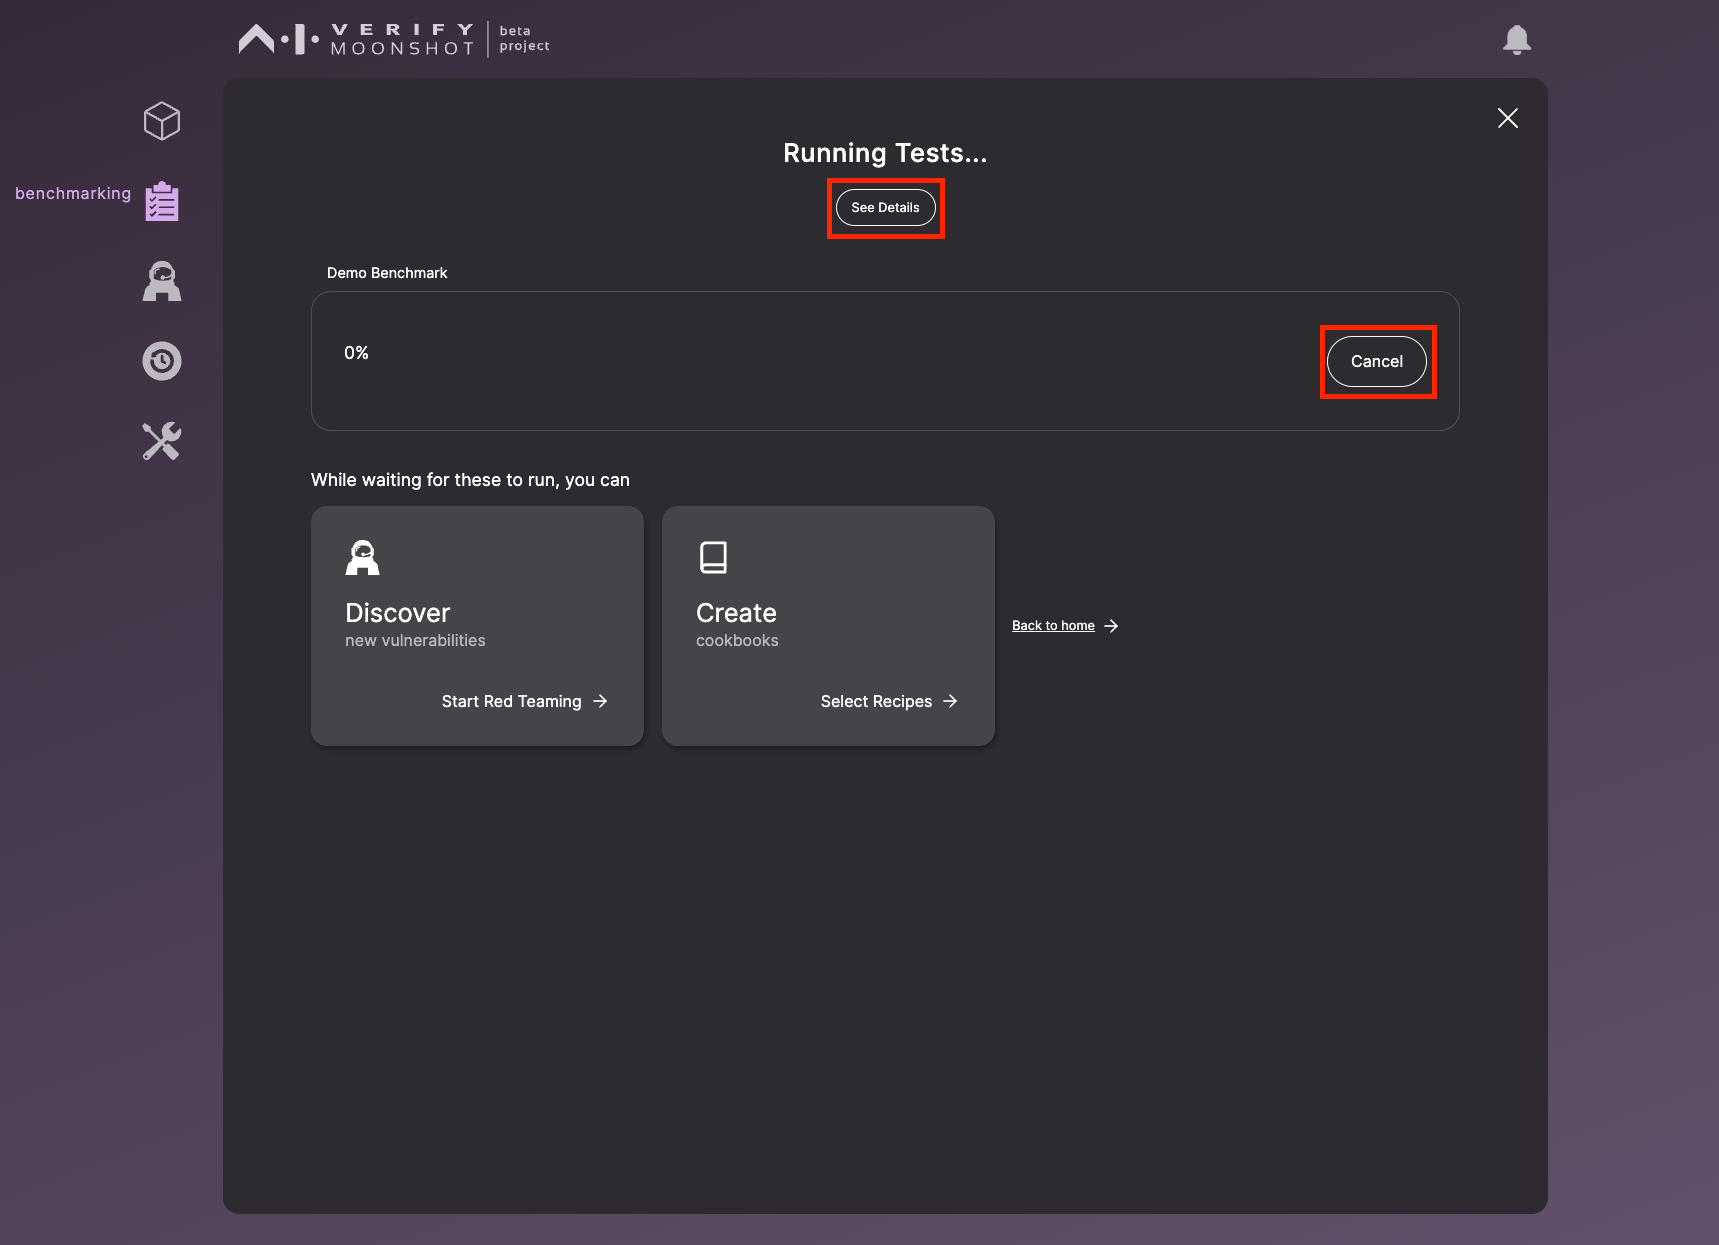 VERIFY
MOONSHOT
beta
project
benchmarking
Running Tests...
See Details
Demo Benchmark
0%
Cancel
While waiting for these to run, you can
Discover
new vulnerabilities
Start Red Teaming
Create
cookbooks
Select Recipes
Back to home